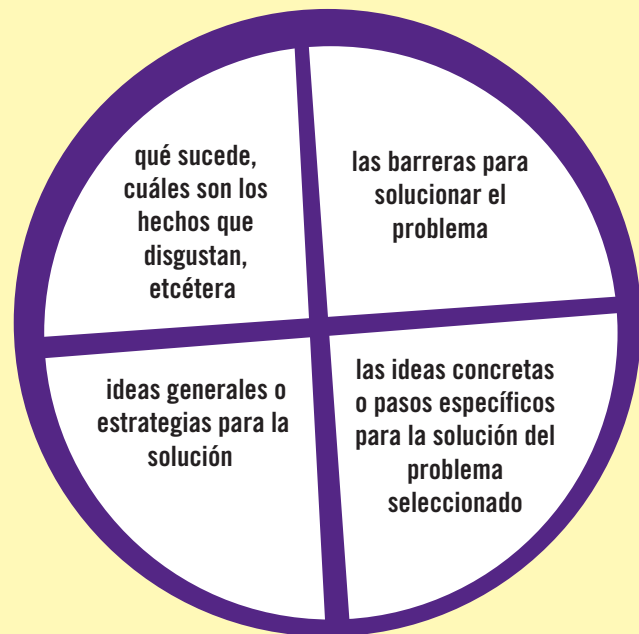 qué sucede,
cuáles son los
hechos que
disgustan,
etcétera
las barreras para
solucionar el
problema
ideas generales o
estrategias para la
solución
las ideas concretas
o pasos específicos
para la solución del
problema
seleccionado